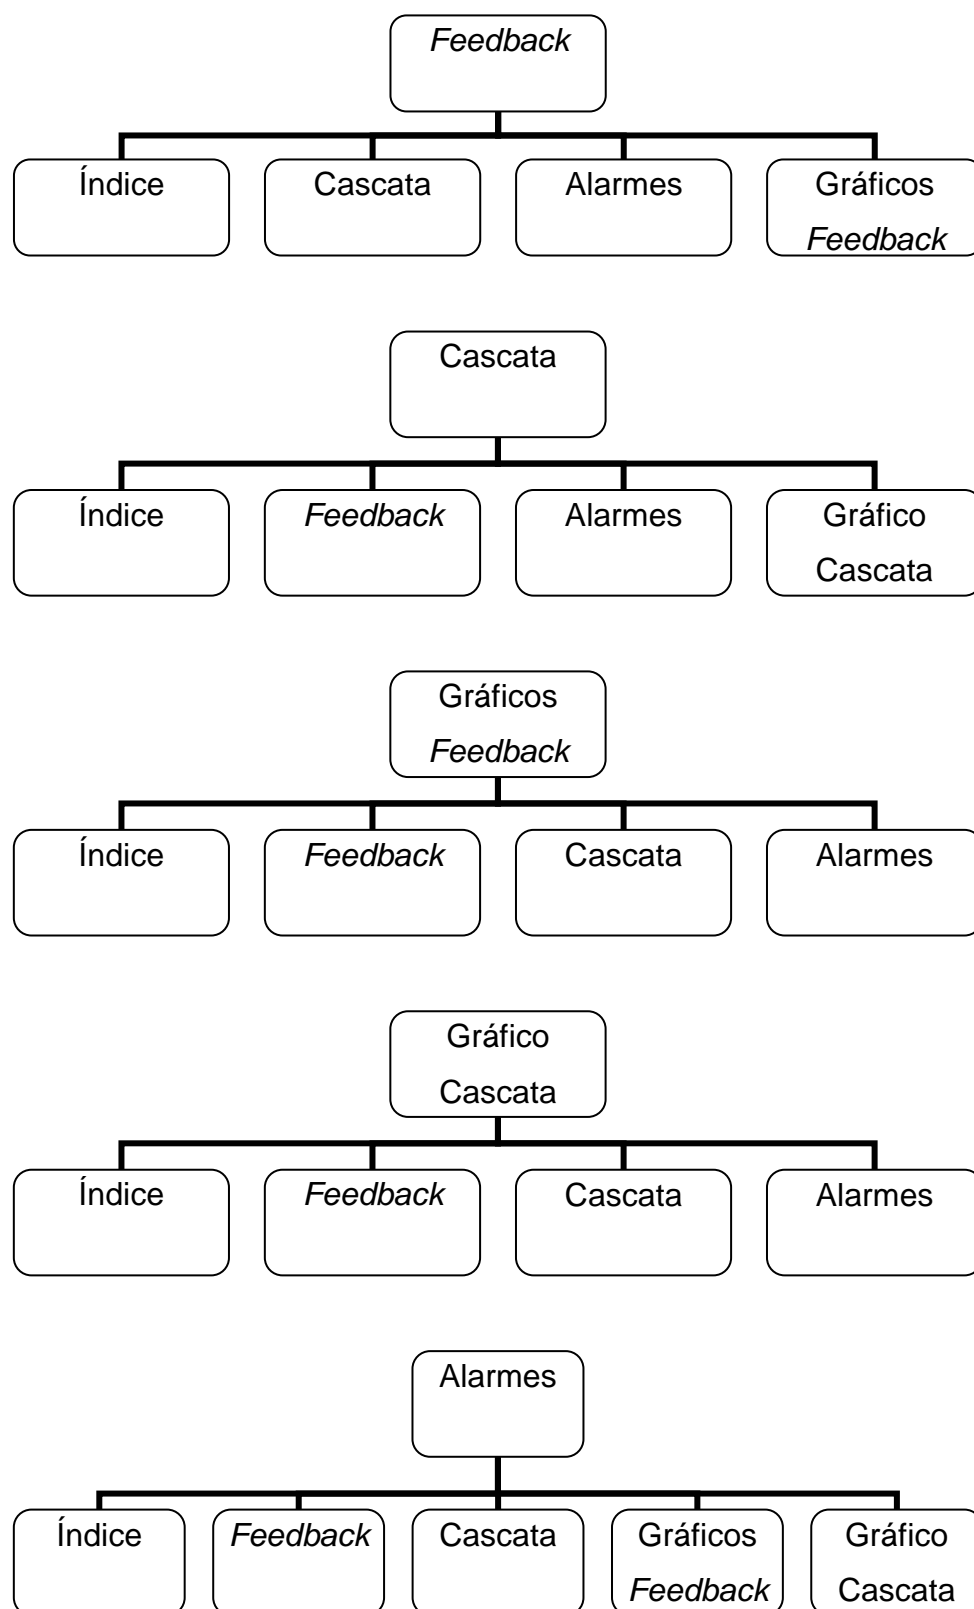 Feedback
Índice Cascata Alarmes Gráficos
Feedback
Cascata
Índice Feedback Alarmes Gráfico
Cascata
Gráficos
Feedback
Índice Feedback Cascata Alarmes
Gráfico
Cascata
Índice Feedback Cascata Alarmes
Alarmes
Índice Feedback Cascata Gráficos Gráfico
Feedback Cascata